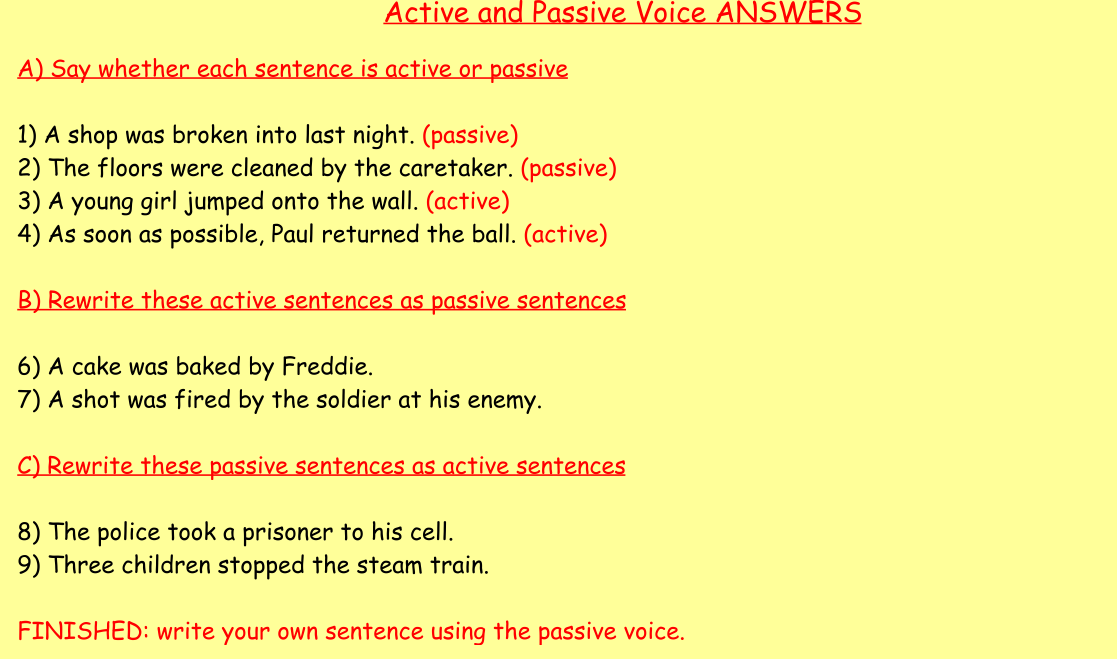 Active and Passive Voice ANSWERS
A) Say whether each sentence is active or passive
1) A shop was broken into last night. (passive)
2) The floors were cleaned by the caretaker. (passive)
3) A young girl jumped onto the wall. (active)
4) As soon as possible, Paul returned the ball. (active)
B) Rewrite these active sentences as passive sentences
6) A cake was baked by Freddie.
7) A shot was fired by the soldier at his enemy.
C) Rewrite these passive sentences as active sentences
8) The police took a prisoner to his cell.
9) Three children stopped the steam train.
FINISHED: write your own sentence using the passive voice.